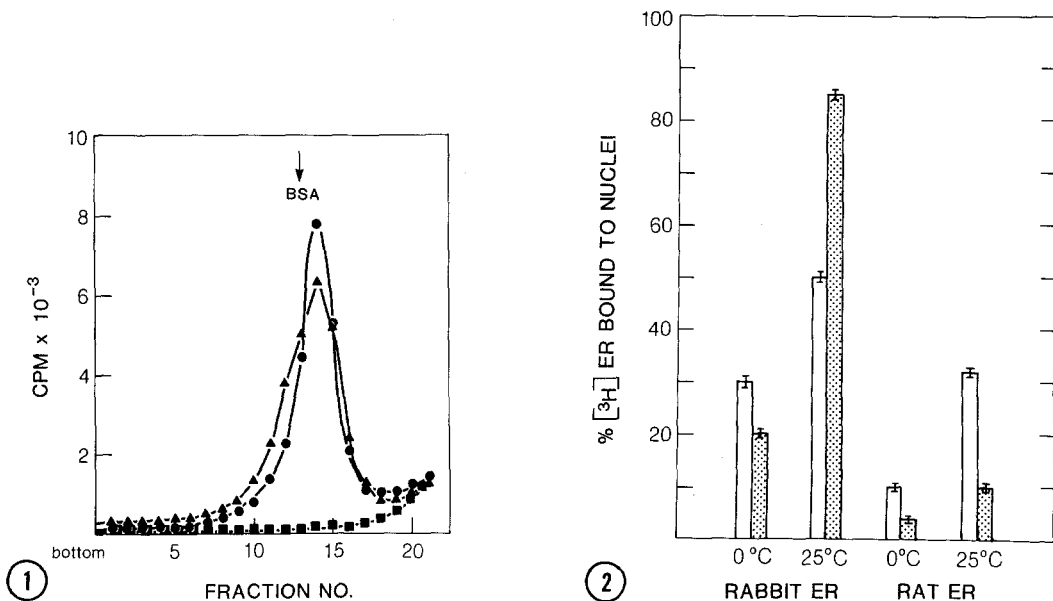 10
8
6
4
2
CPM x 10⁻³
BSA
bottom
5
10
15
20
FRACTION NO.
1
100
80
60
40
20
% [³H] ER BOUND TO NUCLEI
0°C
25°C
0°C
25°C
RABBIT ER
RAT ER
2